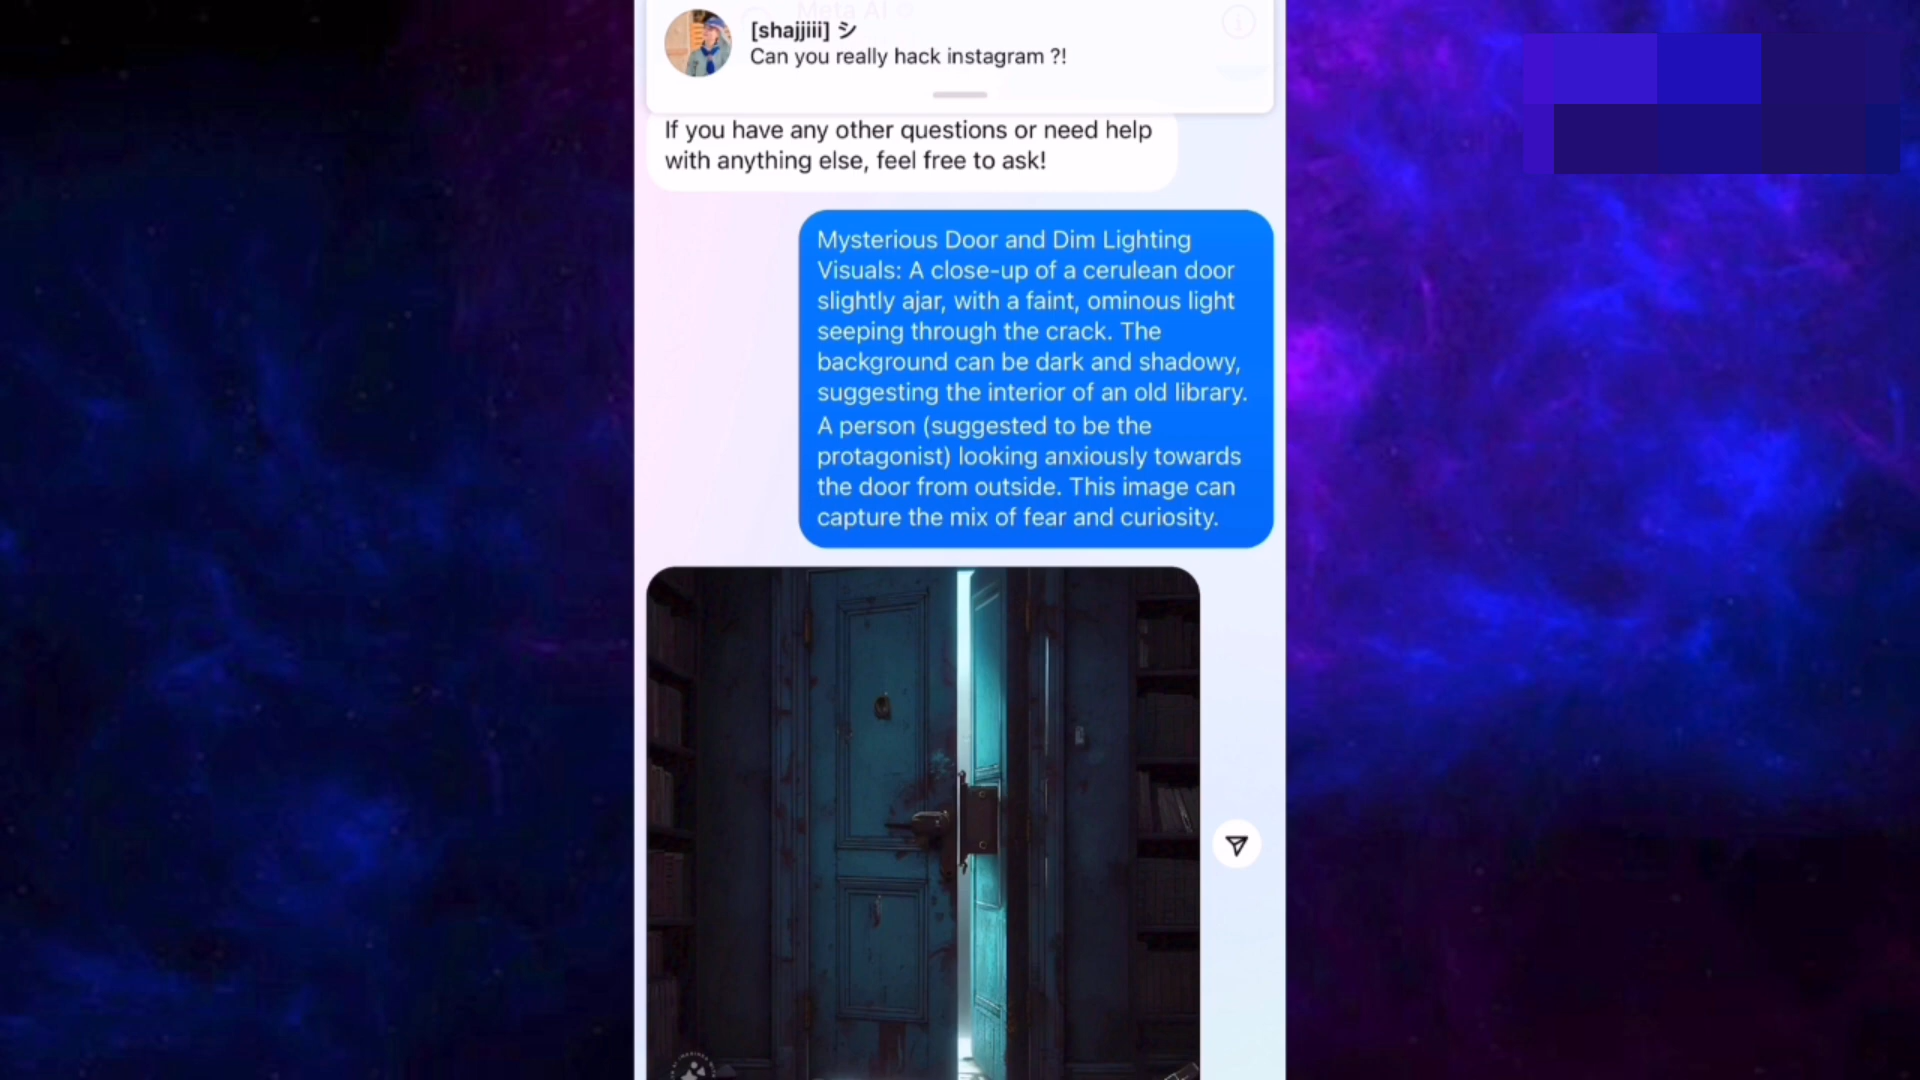 Meta AI
[shajjiii] シ
Can you really hack instagram ?!
If you have any other questions or need help
with anything else, feel free to ask!
Mysterious Door and Dim Lighting
Visuals: A close-up of a cerulean door
slightly ajar, with a faint, ominous light
seeping through the crack. The
background can be dark and shadowy,
suggesting the interior of an old library.
A person (suggested to be the
protagonist) looking anxiously towards
the door from outside. This image can
capture the mix of fear and curiosity.